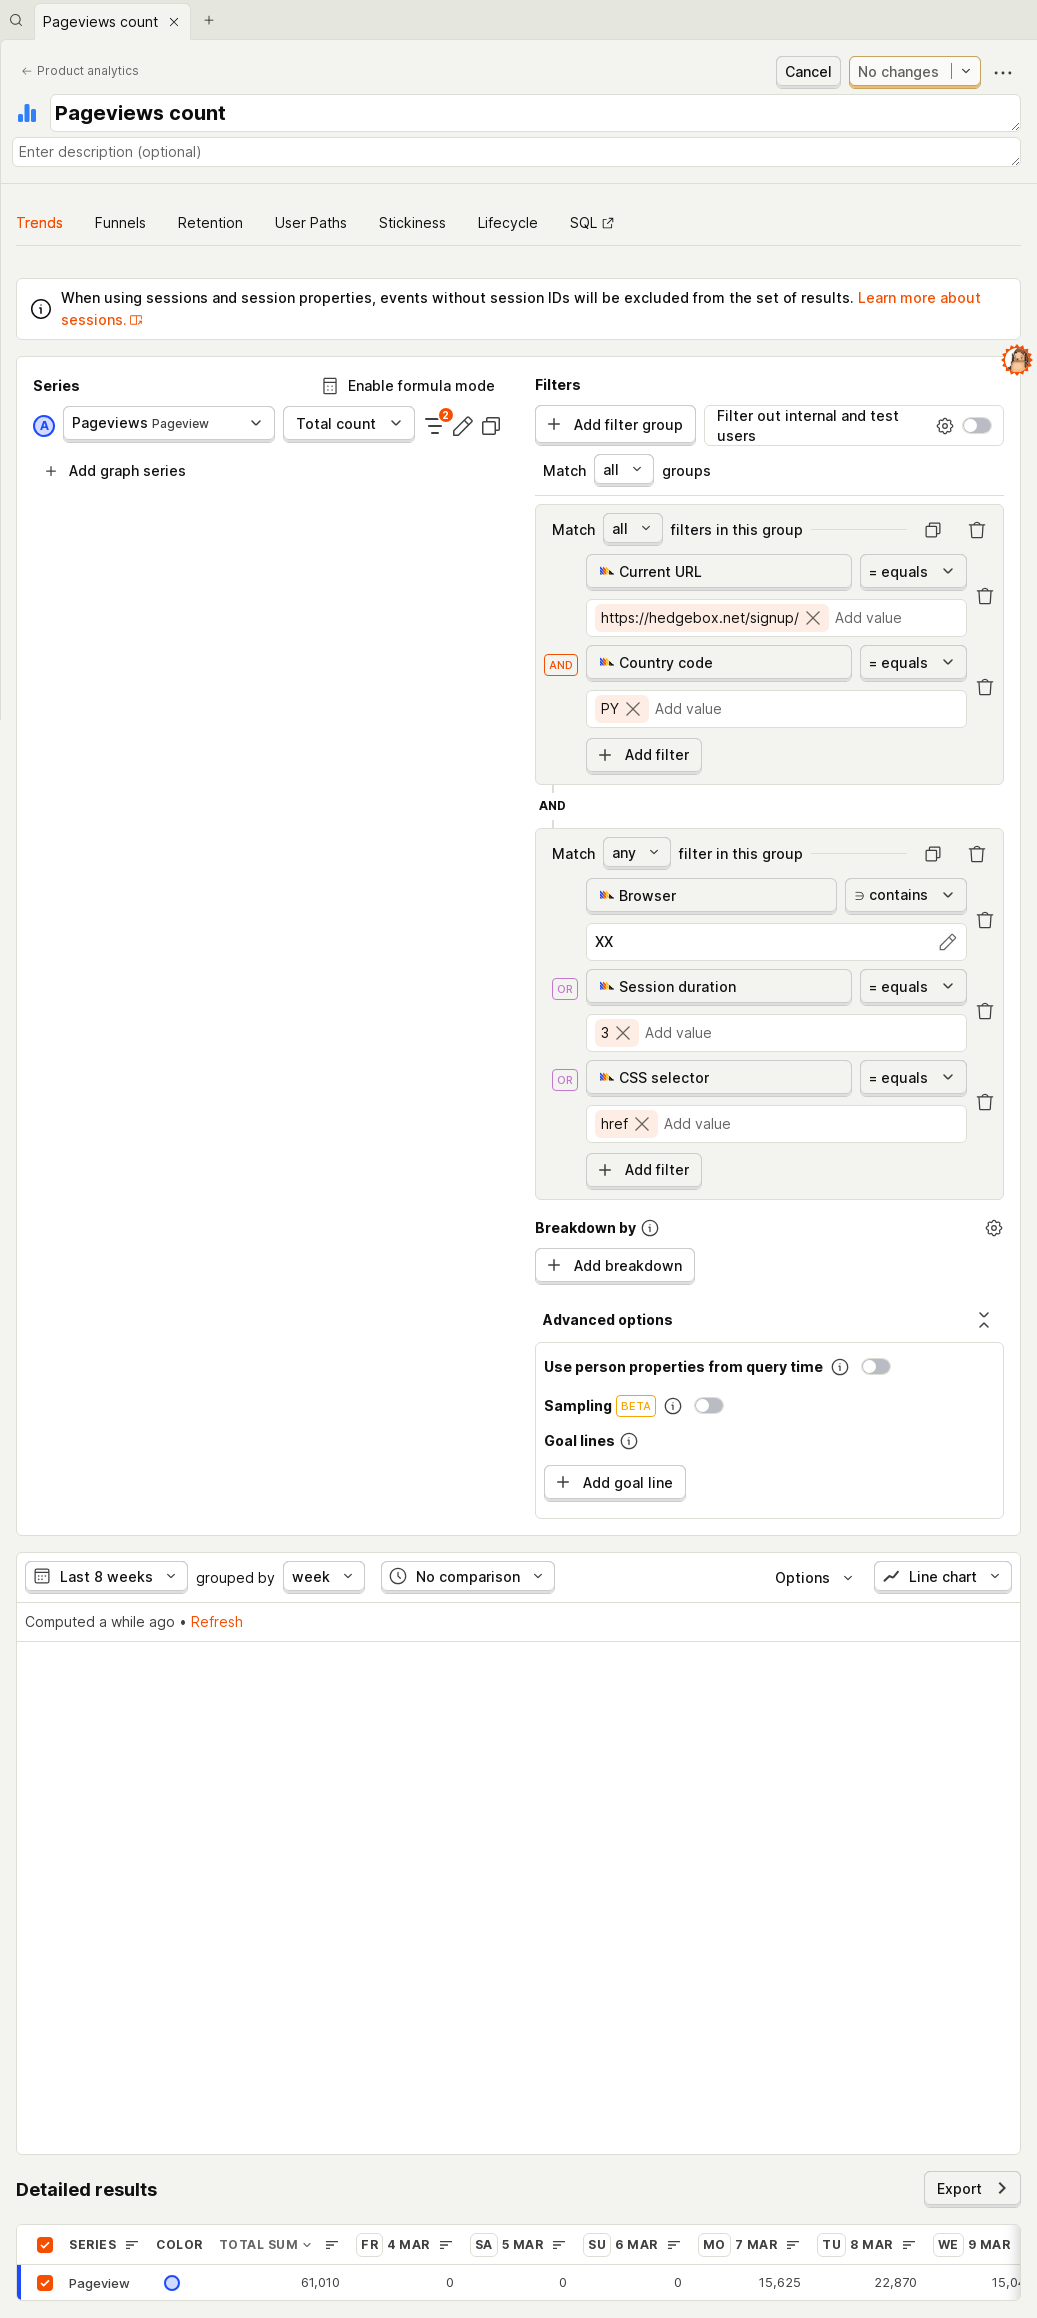 Pageviews count
Product analytics
Cancel
No changes
Pageviews count
Enter description (optional)
Trends
Funnels
Retention
User Paths
Stickiness
Lifecycle
SQL
When using sessions and session properties, events without session IDs will be excluded from the set of results. Learn more about
sessions.
Series
Enable formula mode
A
Pageviews Pageview
Total count
2
Add graph series
Filters
Add filter group
Filter out internal and test
users
Match all groups
Match all filters in this group
Current URL
= equals
https://hedgebox.net/signup/
Add value
AND
Country code
= equals
PY
Add value
Add filter
AND
Match any filter in this group
Browser
∋ contains
XX
OR
Session duration
= equals
3
Add value
OR
CSS selector
= equals
href
Add value
Add filter
Breakdown by
Add breakdown
Advanced options
Use person properties from query time
Sampling BETA
Goal lines
Add goal line
Last 8 weeks grouped by week No comparison Options Line chart
Computed a while ago • Refresh
Detailed results
Export
SERIES COLOR TOTAL SUM FR 4 MAR SA 5 MAR SU 6 MAR MO 7 MAR TU 8 MAR WE 9 MAR
Pageview 61,010 0 0 0 15,625 22,870